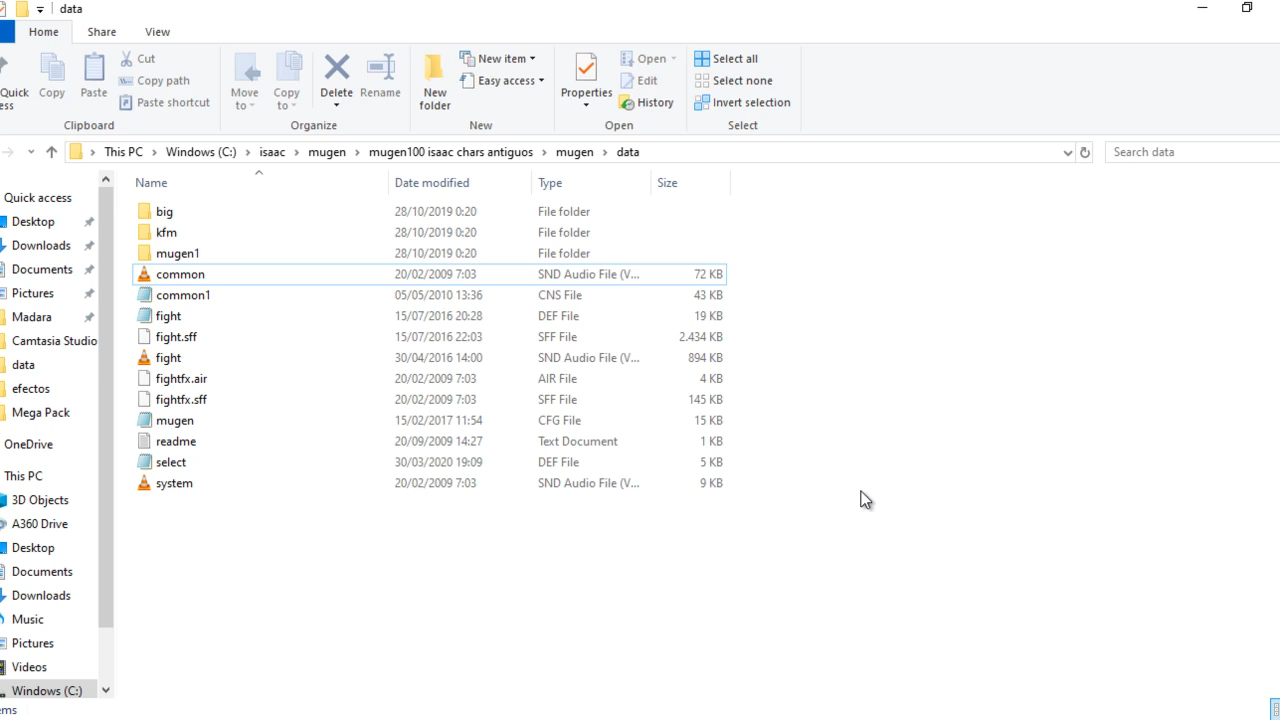 data
Home Share View
Cut
New item
Open
Select all
Copy path
Easy access
Edit
Select none
Quick Copy Paste Paste shortcut Move Copy Delete Rename New Properties History Invert selection
ess to to folder
Clipboard Organize New Open Select
This PC > Windows (C:) > isaac > mugen > mugen100 isaac chars antiguos > mugen > data Search data
Name Date modified Type Size
Quick access
Desktop
Downloads
Documents
Pictures
Madara
Camtasia Studio
data
efectos
Mega Pack
OneDrive
This PC
3D Objects
A360 Drive
Desktop
Documents
Downloads
Music
Pictures
Videos
Windows (C:)
big 28/10/2019 0:20 File folder
kfm 28/10/2019 0:20 File folder
mugen1 28/10/2019 0:20 File folder
common 20/02/2009 7:03 SND Audio File (V... 72 KB
common1 05/05/2010 13:36 CNS File 43 KB
fight 15/07/2016 20:28 DEF File 19 KB
fight.sff 15/07/2016 22:03 SFF File 2.434 KB
fight 30/04/2016 14:00 SND Audio File (V... 894 KB
fightfx.air 20/02/2009 7:03 AIR File 4 KB
fightfx.sff 20/02/2009 7:03 SFF File 145 KB
mugen 15/02/2017 11:54 CFG File 15 KB
readme 20/09/2009 14:27 Text Document 1 KB
select 30/03/2020 19:09 DEF File 5 KB
system 20/02/2009 7:03 SND Audio File (V... 9 KB
ems